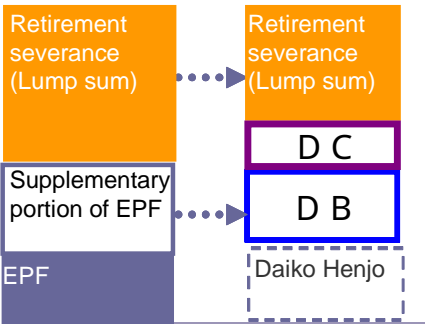 Retirement
severance
(Lump sum)
Supplementary
portion of EPF
EPF
Retirement
severance
(Lump sum)
D C
D B
Daiko Henjo